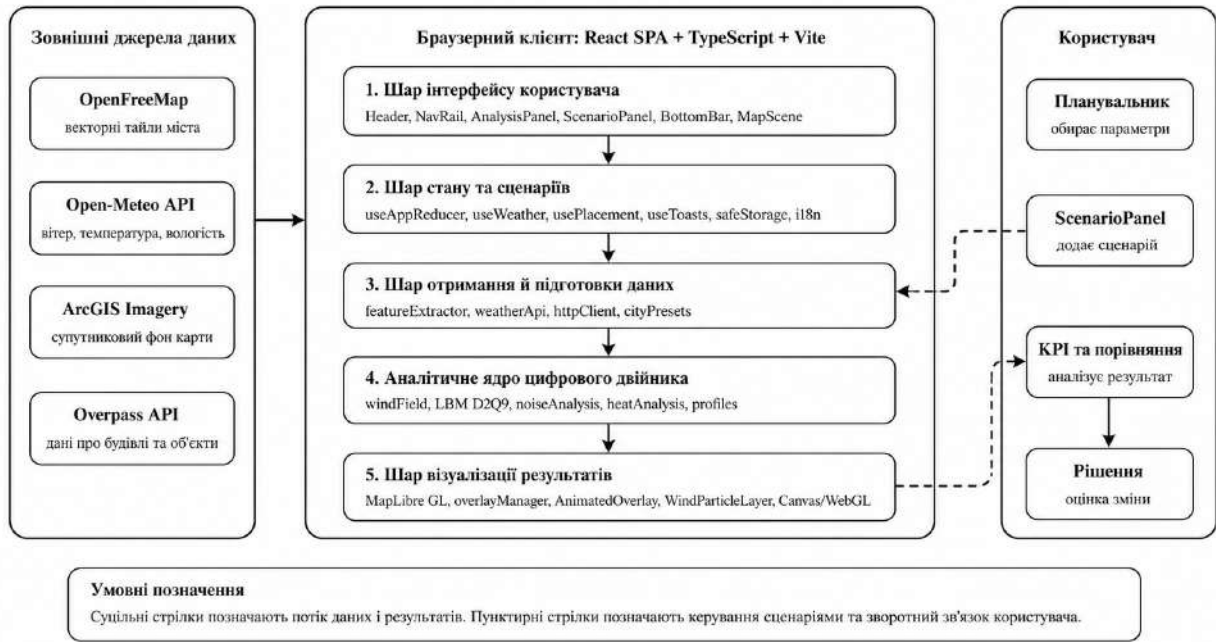 Зовнішні джерела даних
OpenFreeMap
векторні тайли міста
Open-Meteo API
вітер, температура, вологість
ArcGIS Imagery
супутниковий фон карти
Overpass API
дані про будівлі та об'єкти
Браузерний клієнт: React SPA + TypeScript + Vite
1. Шар інтерфейсу користувача
Header, NavRail, AnalysisPanel, ScenarioPanel, BottomBar, MapScene
2. Шар стану та сценаріїв
useAppReducer, useWeather, usePlacement, useToasts, safeStorage, i18n
3. Шар отримання й підготовки даних
featureExtractor, weatherApi, httpClient, cityPresets
4. Аналітичне ядро цифрового двійника
windField, LBM D2Q9, noiseAnalysis, heatAnalysis, profiles
5. Шар візуалізації результатів
MapLibre GL, overlayManager, AnimatedOverlay, WindParticleLayer, Canvas/WebGL
Користувач
Планувальник
обирає параметри
ScenarioPanel
додає сценарій
KPI та порівняння
аналізує результат
Рішення
оцінка зміни
Умовні позначення
Суцільні стрілки позначають потік даних і результатів. Пунктирні стрілки позначають керування сценаріями та зворотний зв'язок користувача.